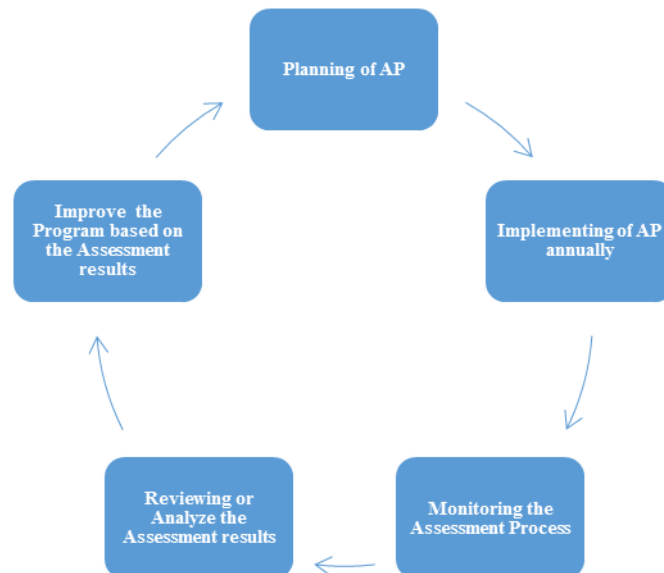 Planning of AP
Implementing of AP
annually
Monitoring the
Assessment Process
Reviewing or
Analyze the
Assessment results
Improve the
Program based on
the Assessment
results